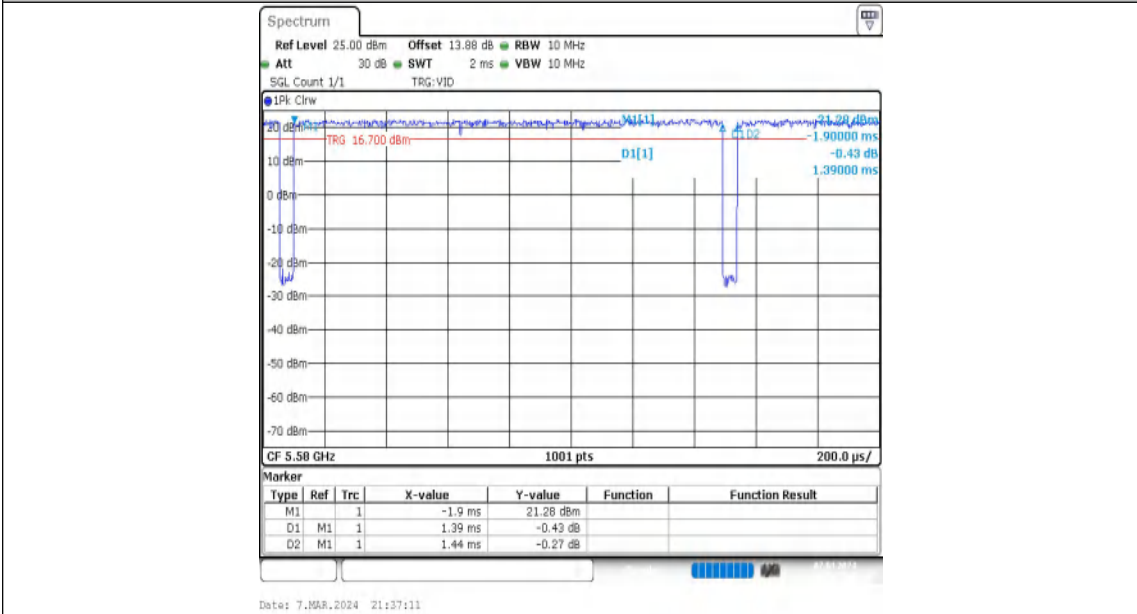 Spectrum
Ref Level 25.00 dBm Offset 13.88 dB RBW 10 MHz
Att 30 dB SWT 2 ms VBW 10 MHz
SGL Count 1/1 TRG:VID
1Pk Clrw
20 dBm M1[1] 21.28 dBm
TRG 16.700 dBm D1D2 -1.90000 ms
10 dBm D1[1] -0.43 dB
1.39000 ms
0 dBm
-10 dBm
-20 dBm
-30 dBm
-40 dBm
-50 dBm
-60 dBm
-70 dBm
CF 5.58 GHz 1001 pts 200.0 µs/
Marker
Type Ref Trc X-value Y-value Function Function Result
M1 1 -1.9 ms 21.28 dBm
D1 M1 1 1.39 ms -0.43 dB
D2 M1 1 1.44 ms -0.27 dB
Date: 7.MAR.2024 21:37:11